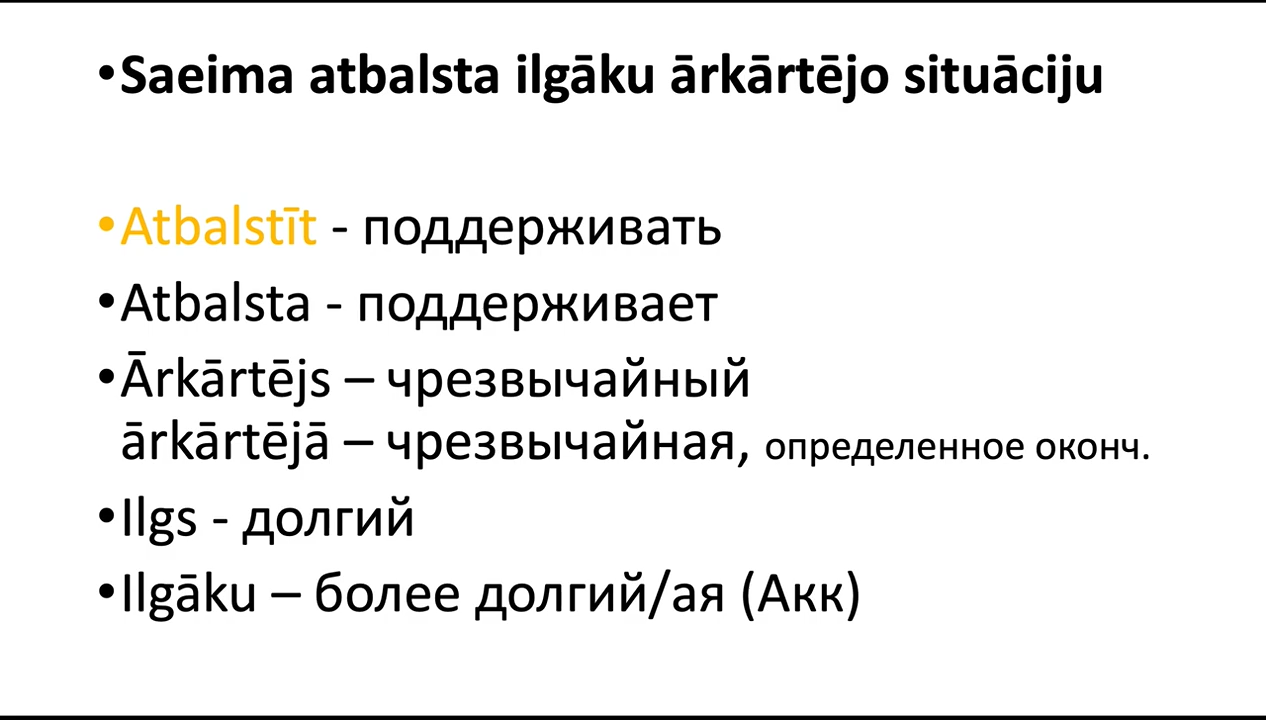 •Saeima atbalsta ilgāku ārkārtējo situāciju
•Atbalstīt - поддерживать
•Atbalsta - поддерживает
•Ārkārtējs – чрезвычайный
ārkārtējā – чрезвычайная, определенное оконч.
•Ilgs - долгий
•Ilgāku – более долгий/ая (Акк)